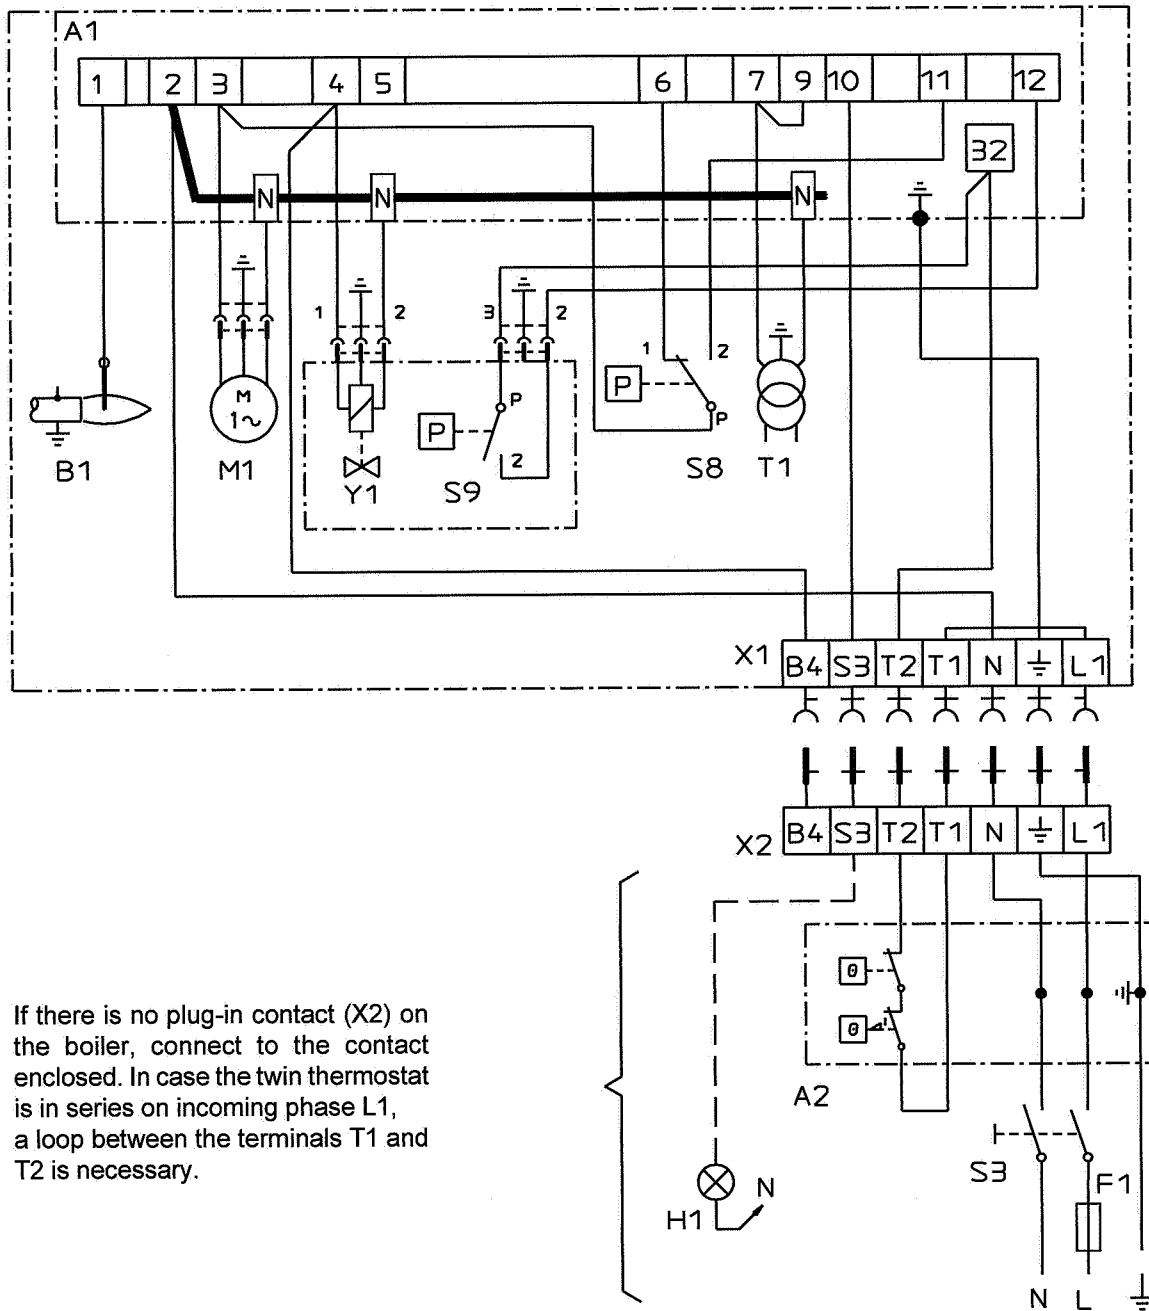 A1
1 2 3 4 5 6 7 9 10 11 12
32
N N N
1 2 3 2
1 2
P P
M
1~
P P
2
B1 M1 Y1 S9 S8 T1
X1 B4 S3 T2 T1 N L1
X2 B4 S3 T2 T1 N L1
θ
θ
If there is no plug-in contact (X2) on
the boiler, connect to the contact
enclosed. In case the twin thermostat
is in series on incoming phase L1,
a loop between the terminals T1 and
T2 is necessary.
A2
S3 F1
H1 N
N L